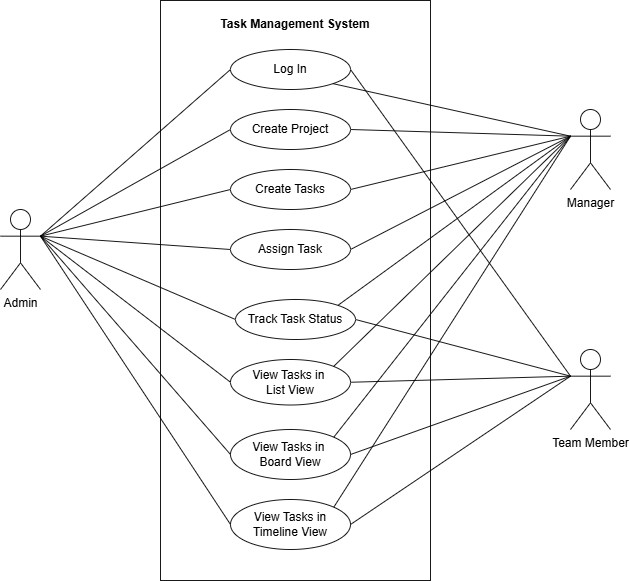 Task Management System
Log In
Create Project
Create Tasks
Assign Task
Track Task Status
View Tasks in
List View
View Tasks in
Board View
View Tasks in
Timeline View
Admin
Manager
Team Member